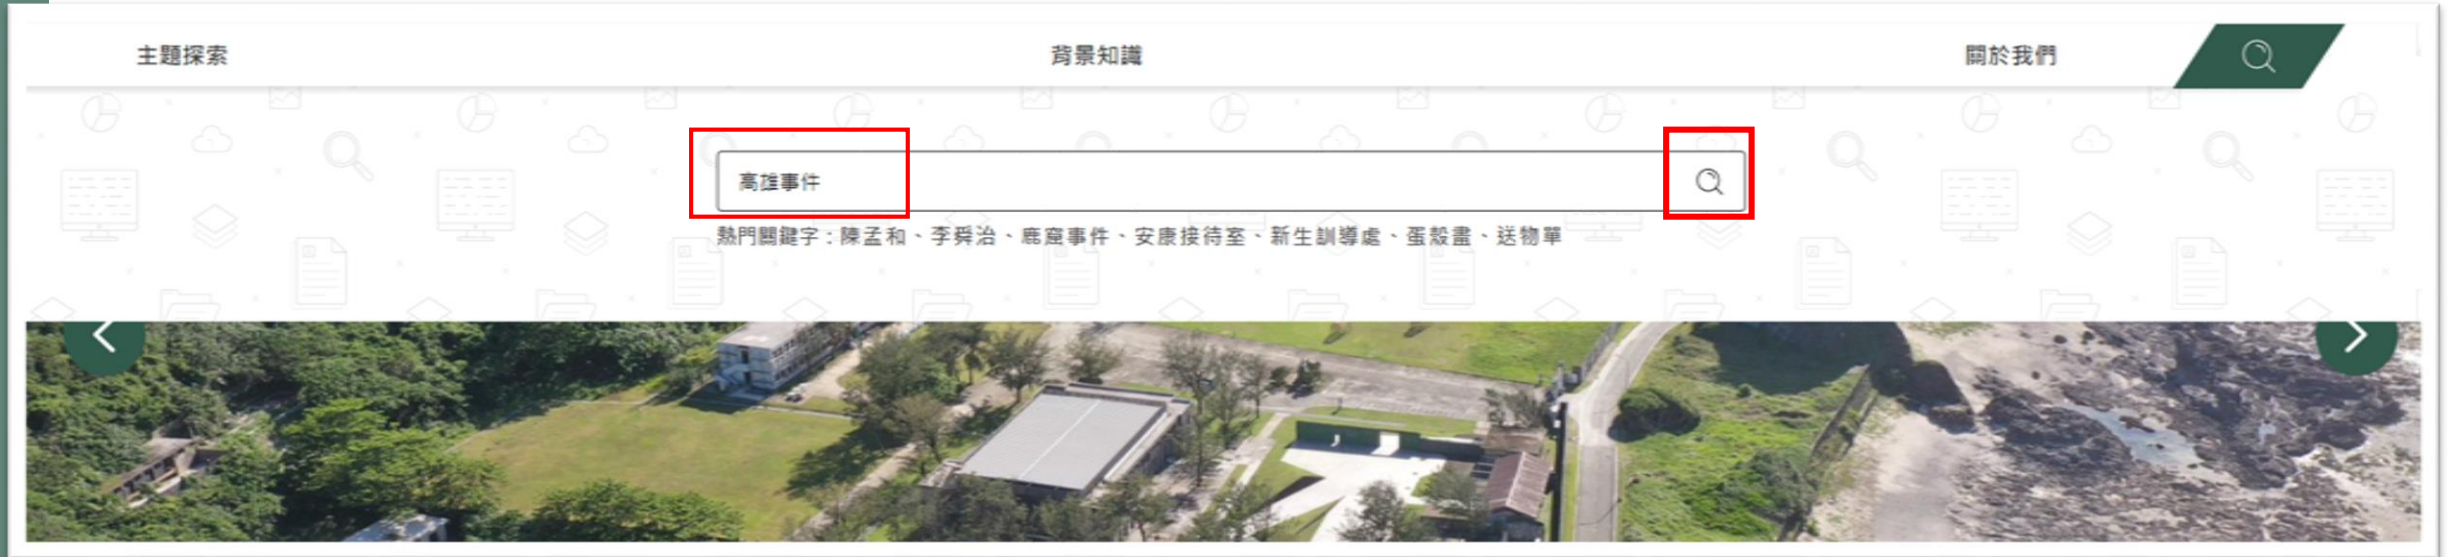 主題探索 背景知識 關於我們
高雄事件
熱門關鍵字：陳孟和、李舜治、鹿窟事件、安康接待室、新生訓導處、蛋殼畫、送物單